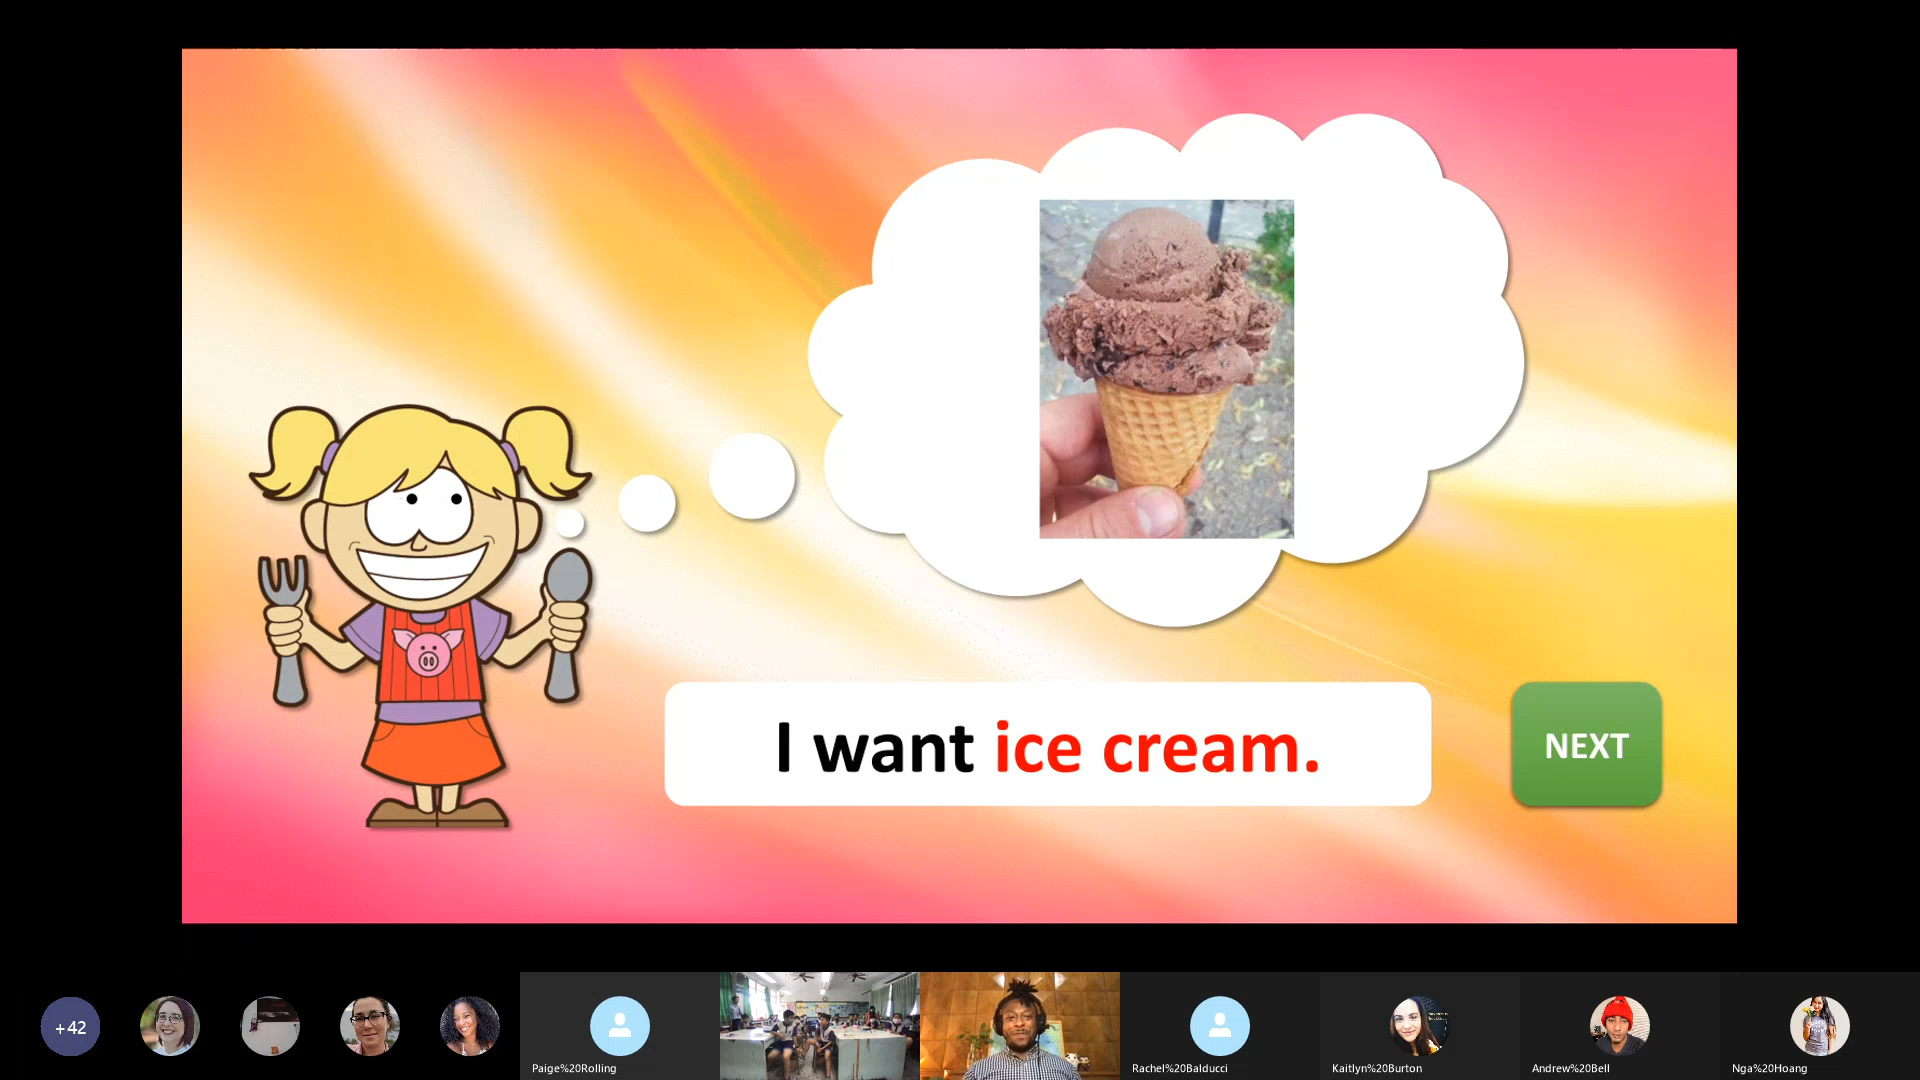 I want ice cream.
NEXT
+42
Paige%20Rolling
Rachel%20Balducci
Kaitlyn%20Burton
Andrew%20Bell
Nga%20Hoang